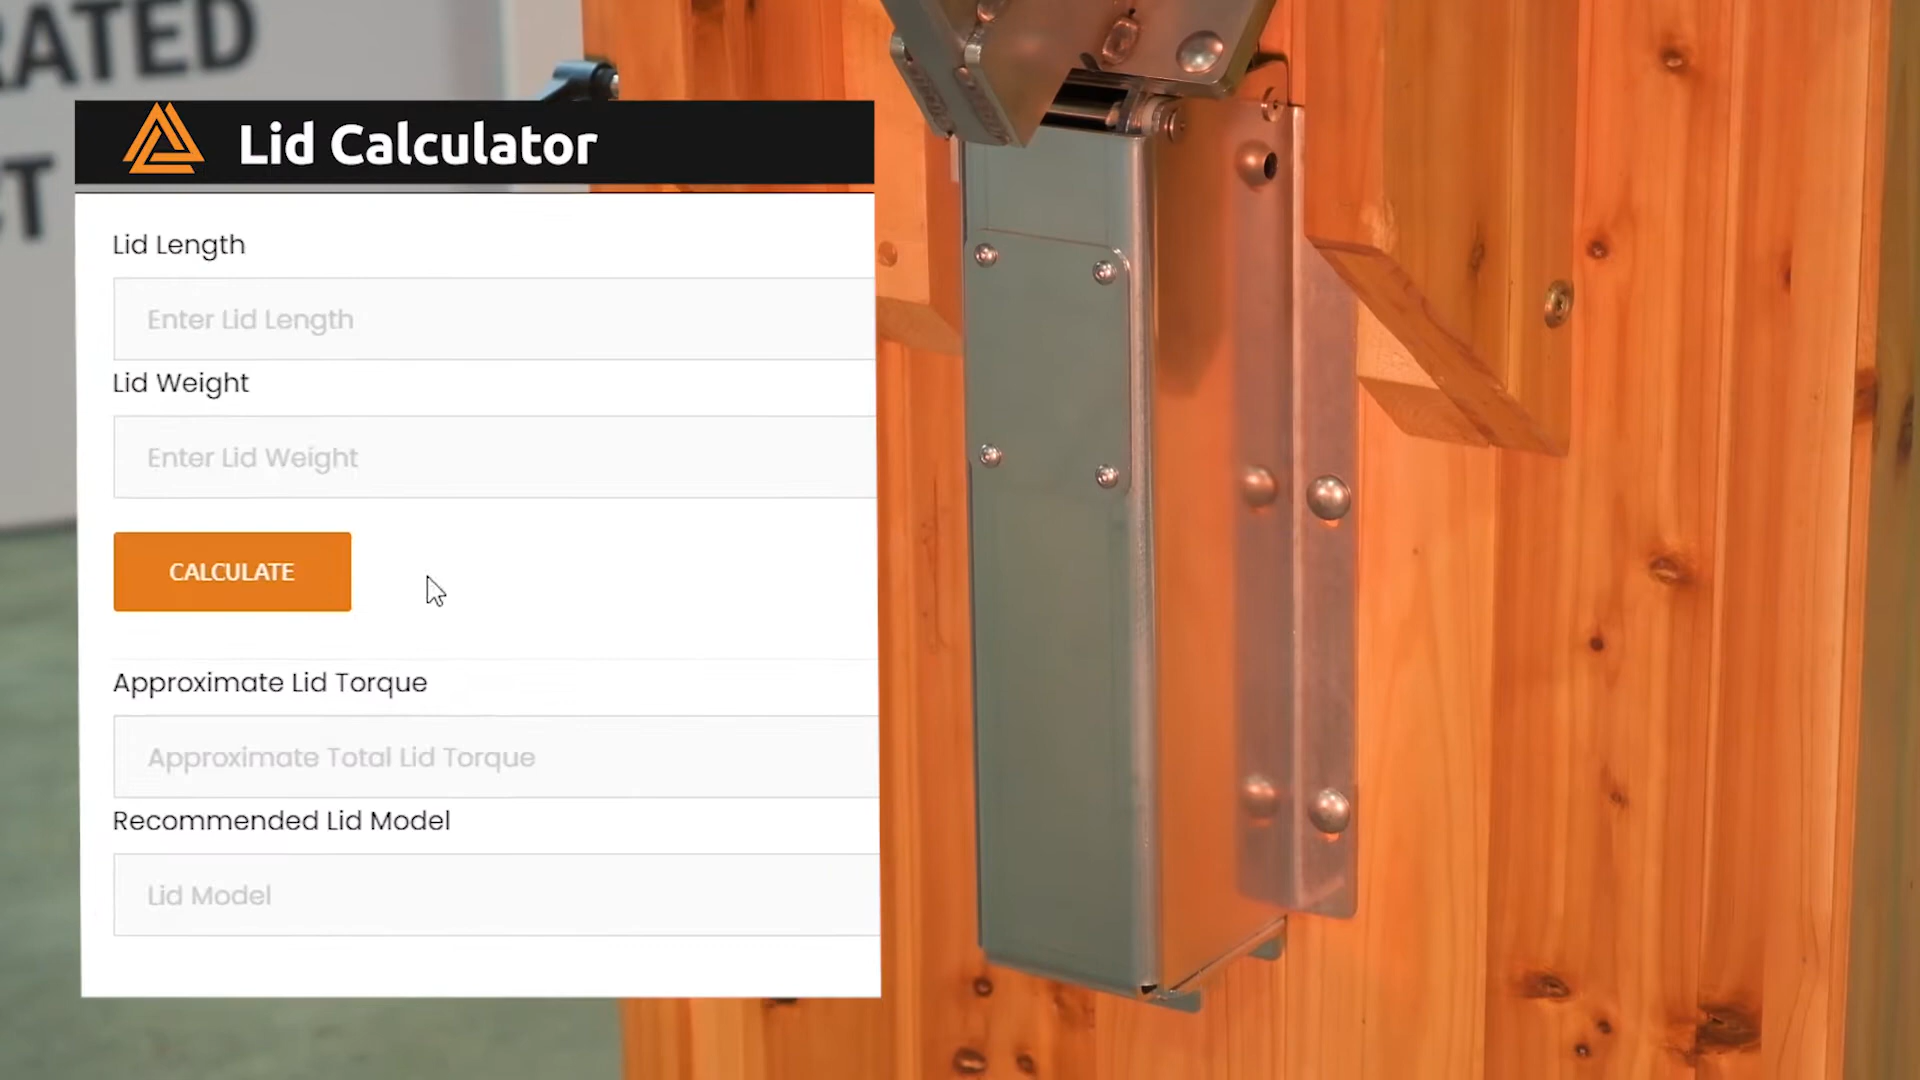 RATED
CT
Lid Calculator
Lid Length
Enter Lid Length
Lid Weight
Enter Lid Weight
CALCULATE
Approximate Lid Torque
Approximate Total Lid Torque
Recommended Lid Model
Lid Model